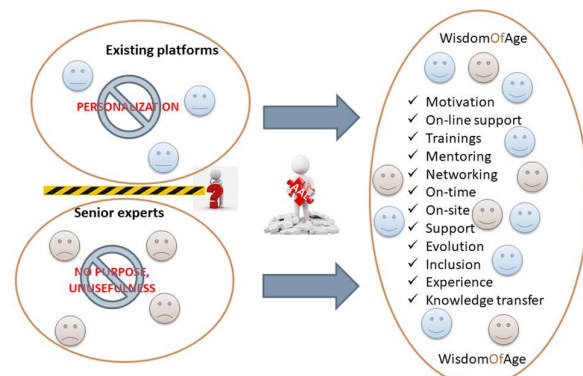 Existing platforms
PERSONALIZATION
Senior experts
NO PURPOSE,
UNUSEFULNESS
?
AAL
WisdomOfAge
✓ Motivation
✓ On-line support
✓ Trainings
✓ Mentoring
✓ Networking
✓ On-time
✓ On-site
✓ Support
✓ Evolution
✓ Inclusion
✓ Experience
✓ Knowledge transfer
WisdomOfAge